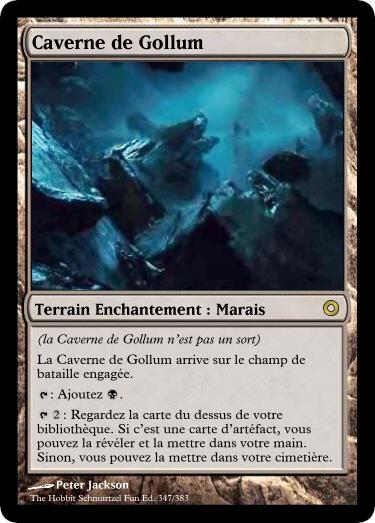 Caverne de Gollum
Terrain Enchantement : Marais
(la Caverne de Gollum n'est pas un sort)
La Caverne de Gollum arrive sur le champ de
bataille engagée.
: Ajoutez .
2 : Regardez la carte du dessus de votre
bibliothèque. Si c'est une carte d'artéfact, vous
pouvez la révéler et la mettre dans votre main.
Sinon, vous pouvez la mettre dans votre cimetière.
Peter Jackson
The Hobbit Schmurtzel Fun Ed. 347/383